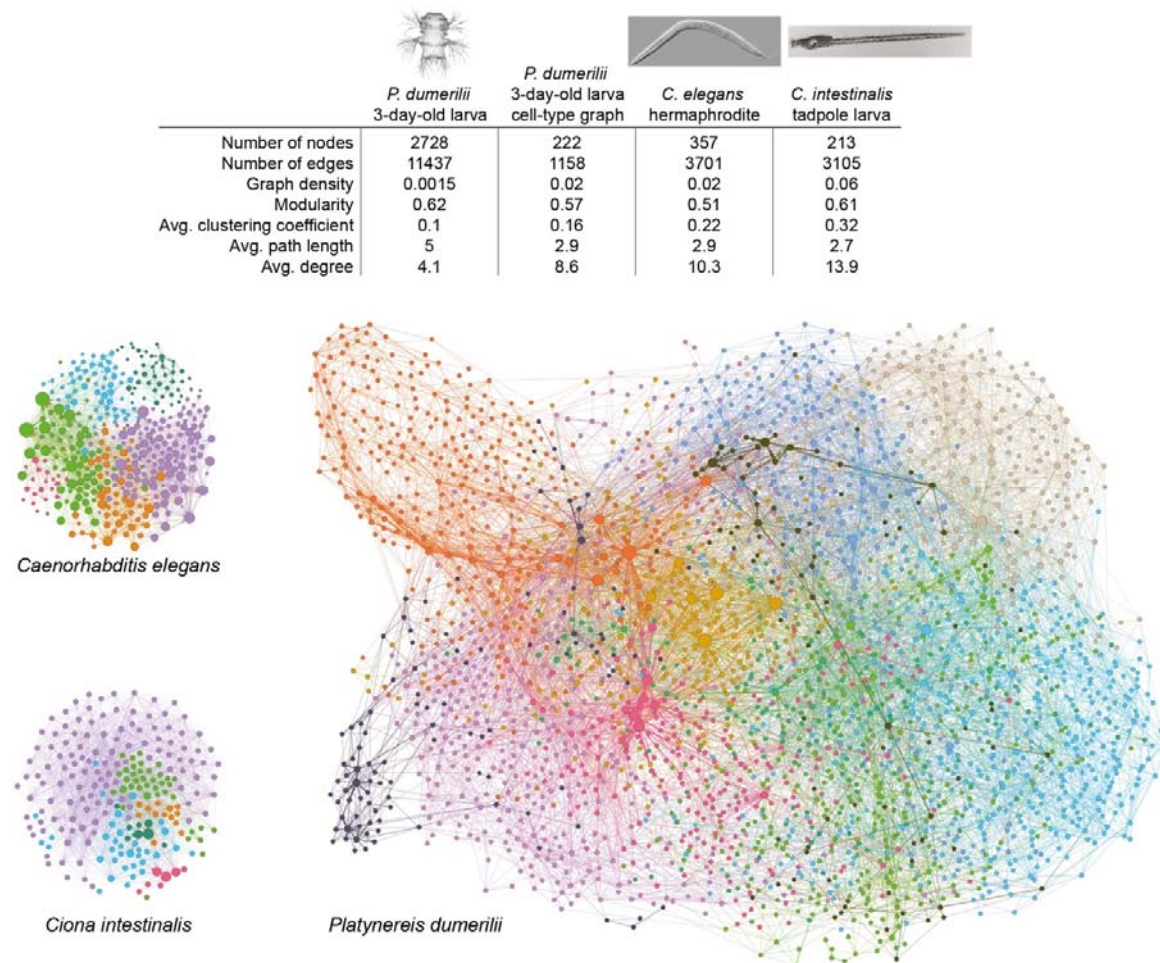 P. dumerilii
3-day-old larva
P. dumerilii
3-day-old larva
cell-type graph
C. elegans
hermaphrodite
C. intestinalis
tadpole larva
Number of nodes 2728 222 357 213
Number of edges 11437 1158 3701 3105
Graph density 0.0015 0.02 0.02 0.06
Modularity 0.62 0.57 0.51 0.61
Avg. clustering coefficient 0.1 0.16 0.22 0.32
Avg. path length 5 2.9 2.9 2.7
Avg. degree 4.1 8.6 10.3 13.9
Caenorhabditis elegans
Ciona intestinalis
Platynereis dumerilii